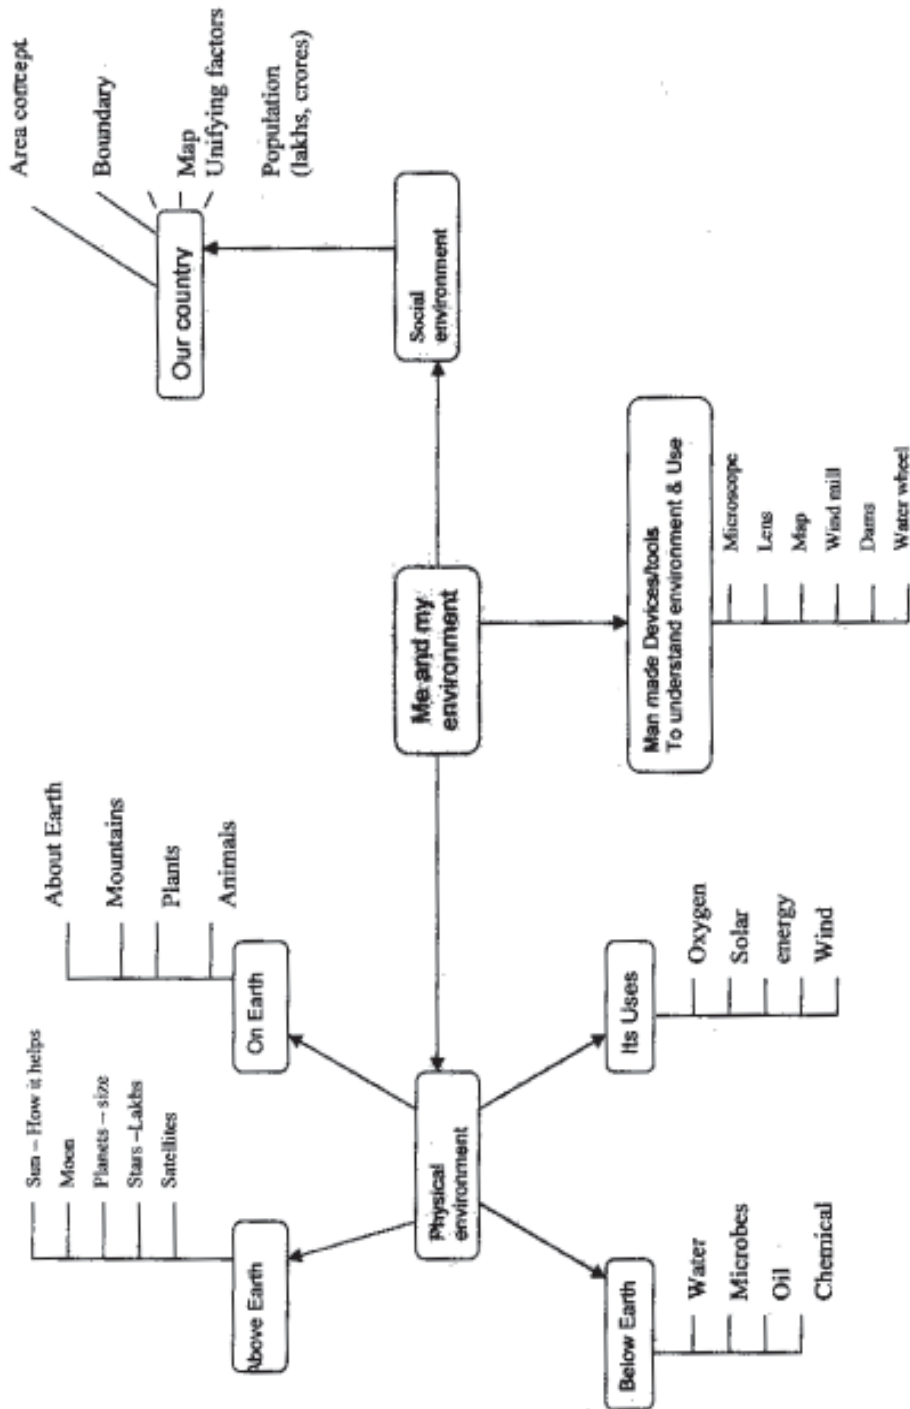 Sun – How it helps
Moon
Planets – size
Stars –Lakhs
Satellites
Above Earth
About Earth
Mountains
Plants
Animals
On Earth
Area concept
Boundary
Map
Unifying factors
Population
(lakhs, crores)
Our country
Physical
environment
Me and my
environment
Social
environment
Below Earth
Water
Microbes
Oil
Chemical
Its Uses
Oxygen
Solar
energy
Wind
Man made Devices/tools
To understand environment & Use
Microscope
Lens
Map
Wind mill
Dams
Water wheel